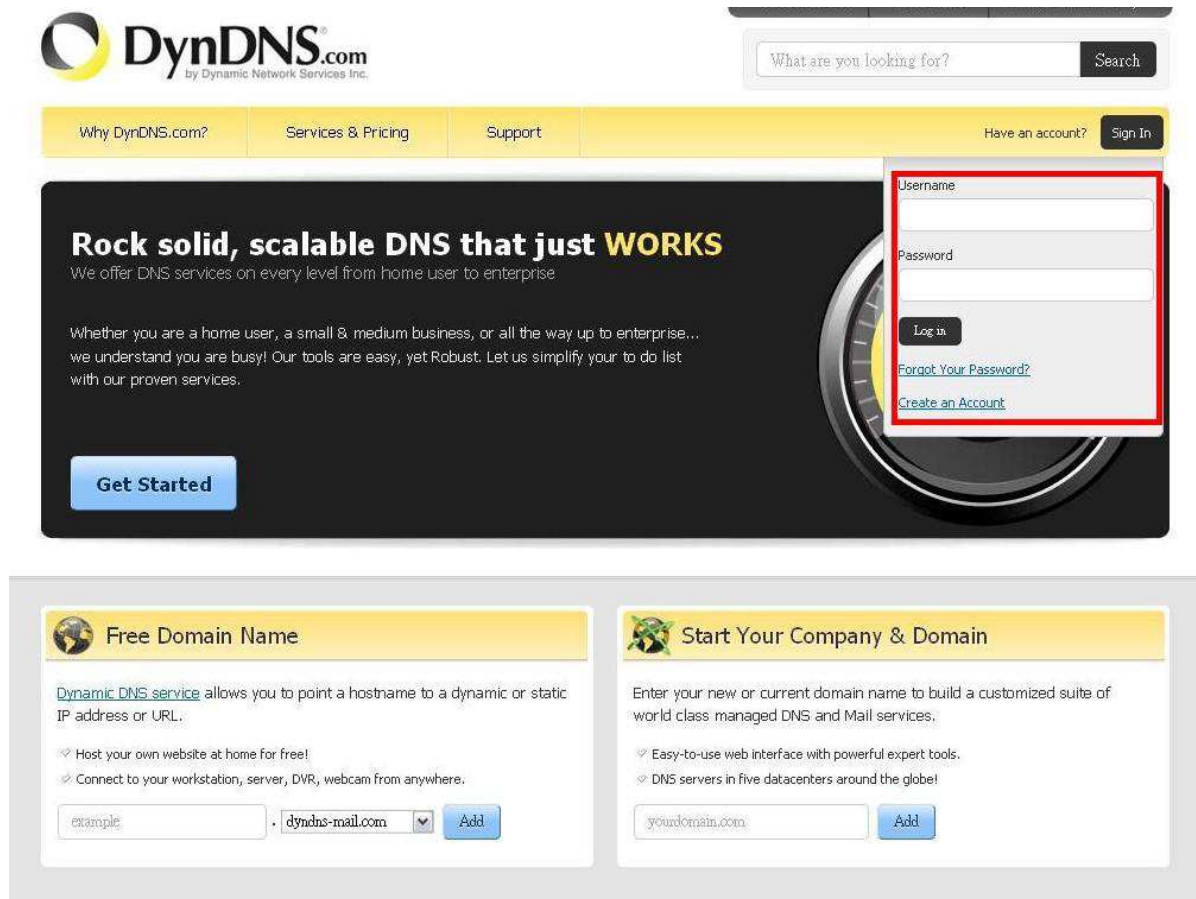 DynDNS.com
by Dynamic Network Services Inc.
What are you looking for?
Search
Why DynDNS.com?
Services & Pricing
Support
Have an account?
Sign In
Username
Password
Log in
Forgot Your Password?
Create an Account
Rock solid, scalable DNS that just WORKS
We offer DNS services on every level from home user to enterprise
Whether you are a home user, a small & medium business, or all the way up to enterprise...
we understand you are busy! Our tools are easy, yet Robust. Let us simplify your to do list
with our proven services.
Get Started
Free Domain Name
Dynamic DNS service allows you to point a hostname to a dynamic or static
IP address or URL.
Host your own website at home for free!
Connect to your workstation, server, DVR, webcam from anywhere.
example
. dyndns-mail.com
Add
Start Your Company & Domain
Enter your new or current domain name to build a customized suite of
world class managed DNS and Mail services.
Easy-to-use web interface with powerful expert tools.
DNS servers in five datacenters around the globe!
yourdomain.com
Add